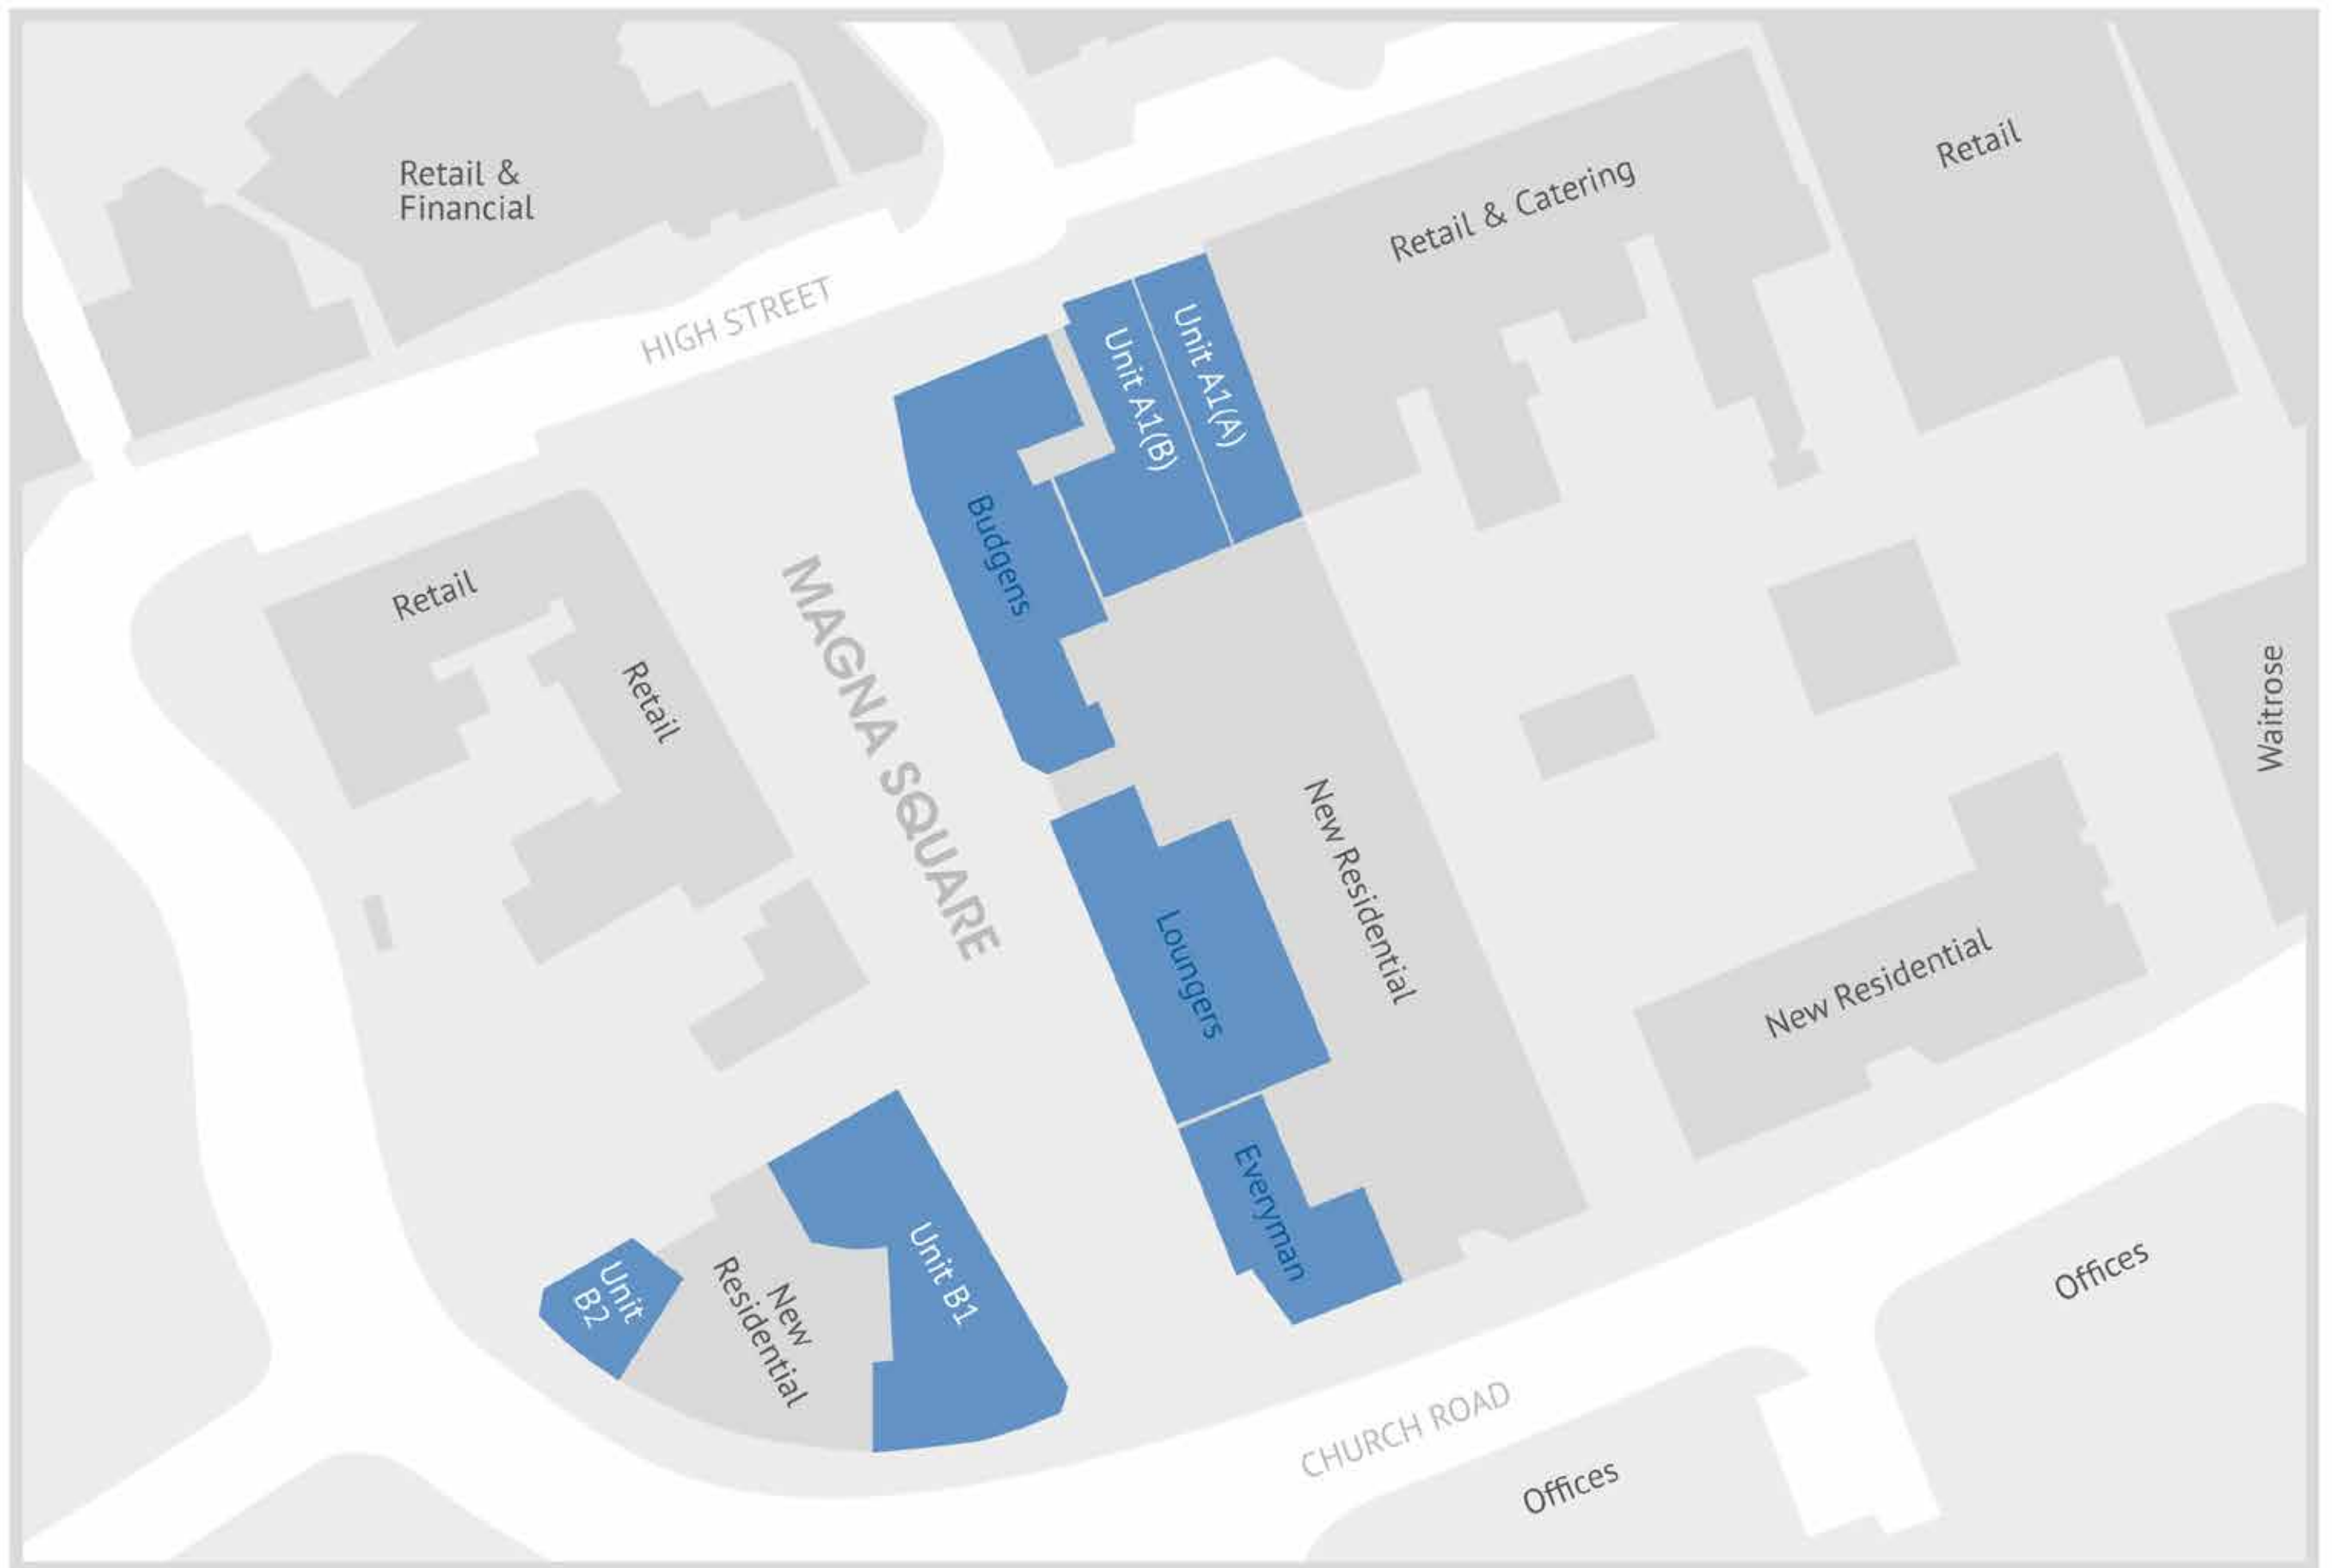 Retail &
Financial
Retail
Retail & Catering
HIGH STREET
Unit A1(A)
Unit A1(B)
Budgens
Retail
Retail
MAGNA SQUARE
Waitrose
New Residential
Loungers
New Residential
Everyman
Unit B1
Unit
B2
New
Residential
Offices
CHURCH ROAD
Offices